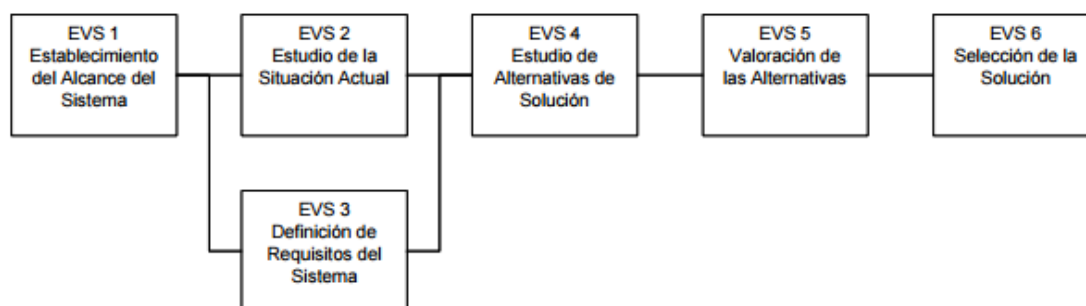 EVS 1
Establecimiento
del Alcance del
Sistema
EVS 2
Estudio de la
Situación Actual
EVS 4
Estudio de
Alternativas de
Solución
EVS 5
Valoración de
las Alternativas
EVS 6
Selección de la
Solución
EVS 3
Definición de
Requisitos del
Sistema